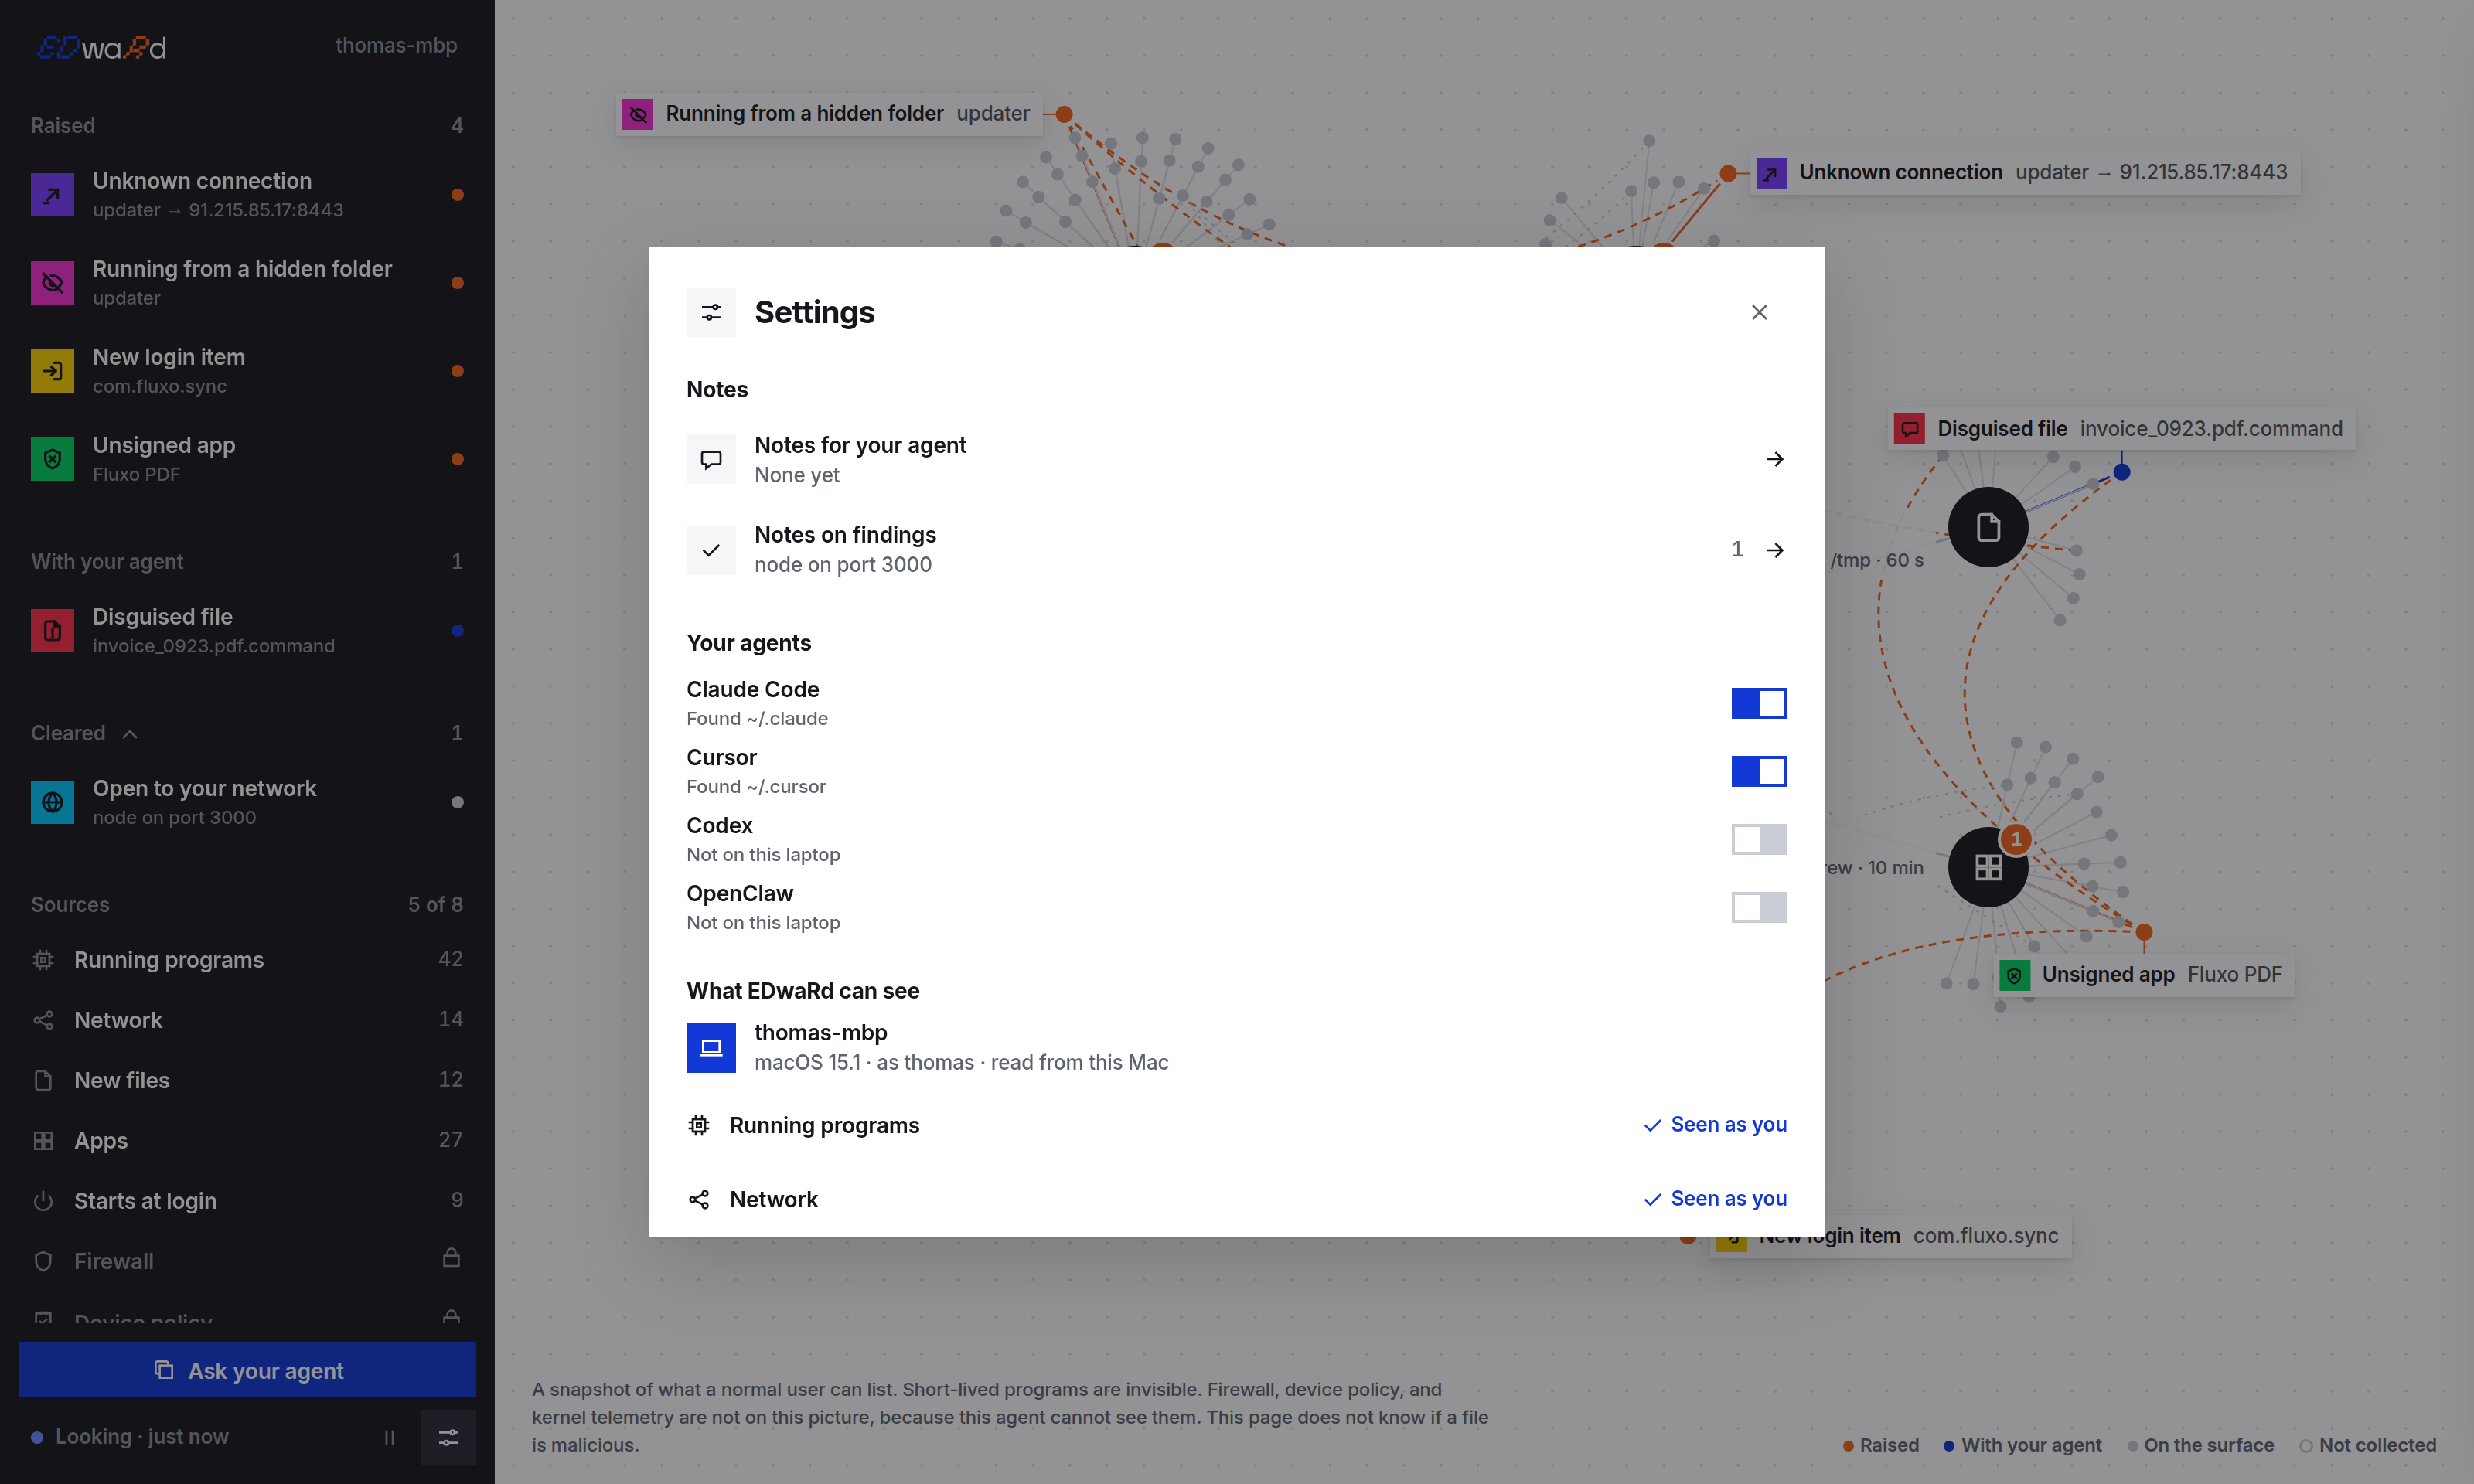 EDwaRd
thomas-mbp
Raised 4
Unknown connection
updater → 91.215.85.17:8443
Running from a hidden folder
updater
New login item
com.fluxo.sync
Unsigned app
Fluxo PDF
With your agent 1
Disguised file
invoice_0923.pdf.command
Cleared 1
Open to your network
node on port 3000
Sources 5 of 8
Running programs 42
Network 14
New files 12
Apps 27
Starts at login 9
Firewall
Device policy
Ask your agent
Looking · just now
Running from a hidden folder updater
Unknown connection updater → 91.215.85.17:8443
Disguised file invoice_0923.pdf.command
/tmp · 60 s
1
rew · 10 min
Unsigned app Fluxo PDF
New login item com.fluxo.sync
Settings
Notes
Notes for your agent
None yet
Notes on findings
node on port 3000
1
Your agents
Claude Code
Found ~/.claude
Cursor
Found ~/.cursor
Codex
Not on this laptop
OpenClaw
Not on this laptop
What EDwaRd can see
thomas-mbp
macOS 15.1 · as thomas · read from this Mac
Running programs Seen as you
Network Seen as you
A snapshot of what a normal user can list. Short-lived programs are invisible. Firewall, device policy, and
kernel telemetry are not on this picture, because this agent cannot see them. This page does not know if a file
is malicious.
Raised With your agent On the surface Not collected